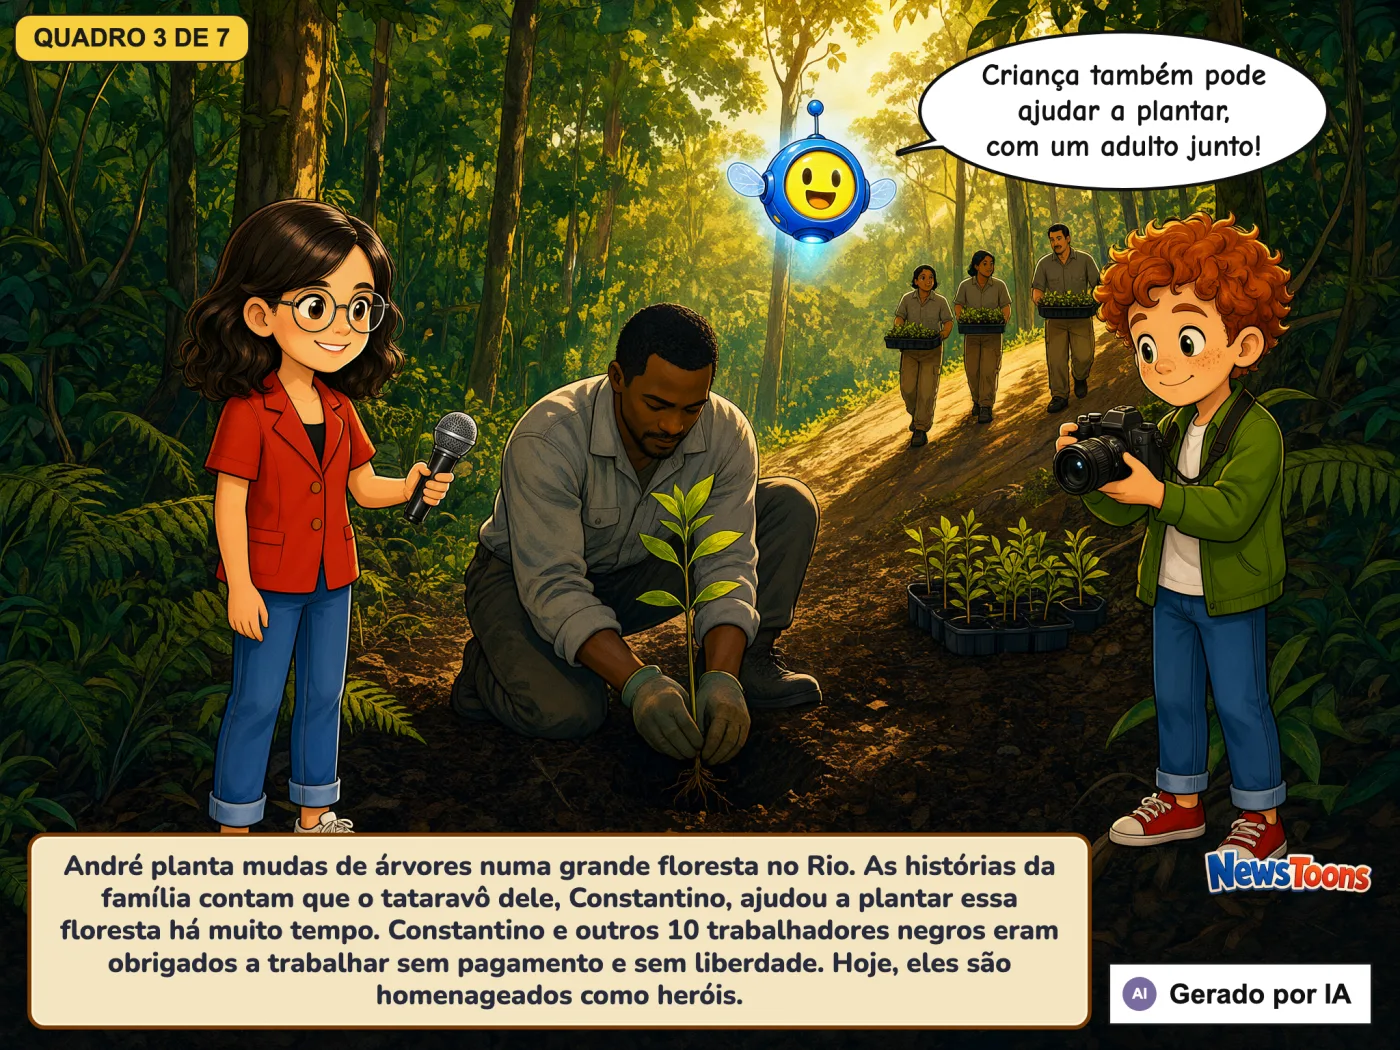 QUADRO 3 DE 7
Criança também pode
ajudar a plantar,
com um adulto junto!
André planta mudas de árvores numa grande floresta no Rio. As histórias da
família contam que o tataravô dele, Constantino, ajudou a plantar essa
floresta há muito tempo. Constantino e outros 10 trabalhadores negros eram
obrigados a trabalhar sem pagamento e sem liberdade. Hoje, eles são
homenageados como heróis.
NewsToons
AI Gerado por IA